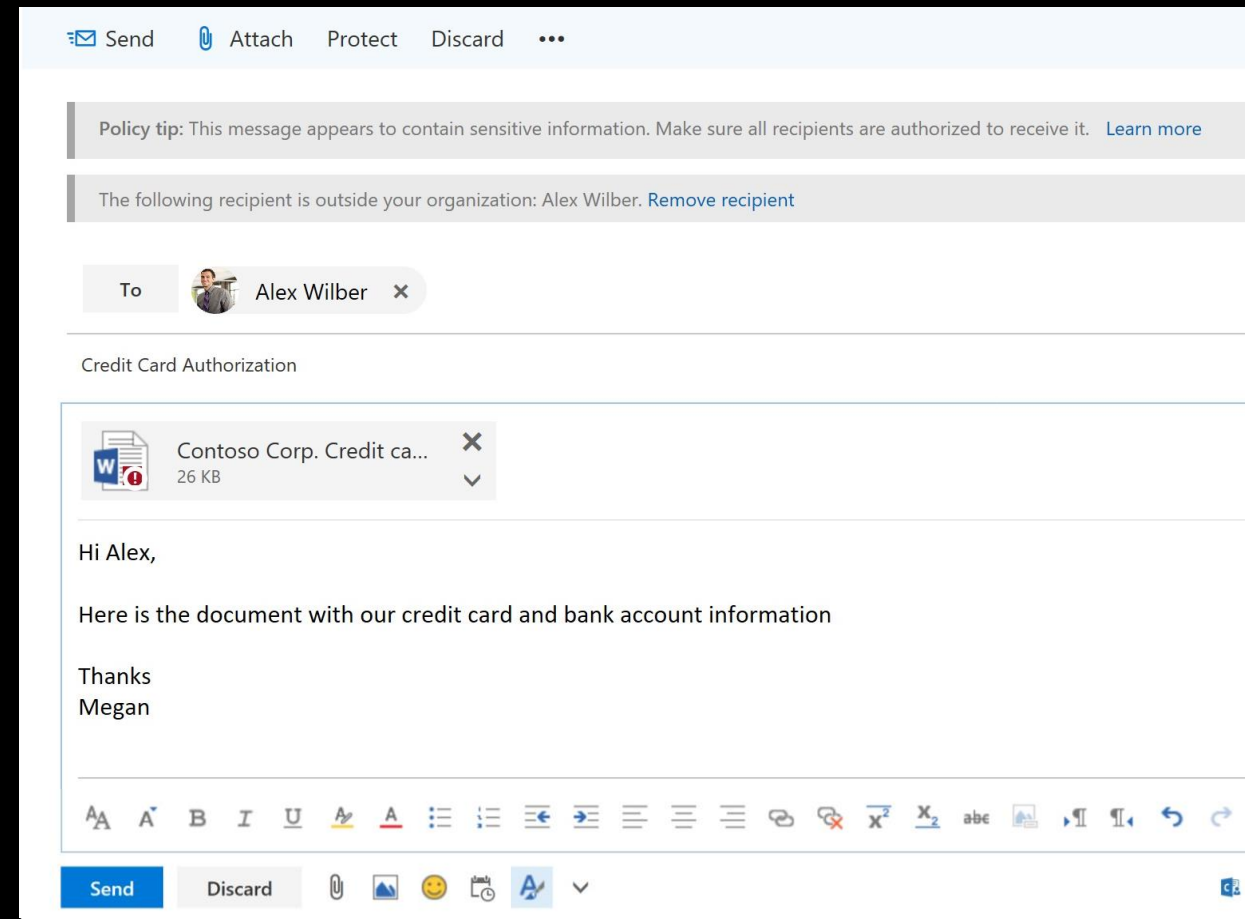 Send Attach Protect Discard •••
Policy tip: This message appears to contain sensitive information. Make sure all recipients are authorized to receive it. Learn more
The following recipient is outside your organization: Alex Wilber. Remove recipient
To Alex Wilber
Credit Card Authorization
Contoso Corp. Credit ca...
26 KB
Hi Alex,
Here is the document with our credit card and bank account information
Thanks
Megan
Send Discard